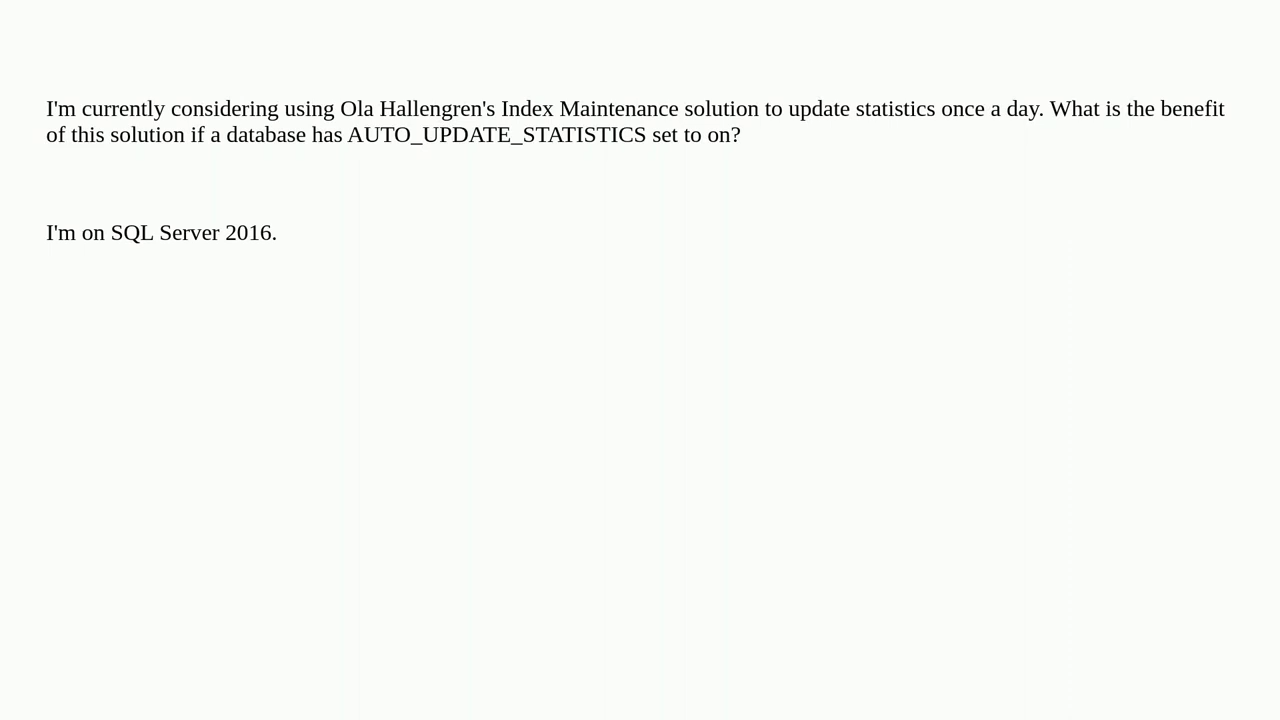 I'm currently considering using Ola Hallengren's Index Maintenance solution to update statistics once a day. What is the benefit
of this solution if a database has AUTO_UPDATE_STATISTICS set to on?
I'm on SQL Server 2016.